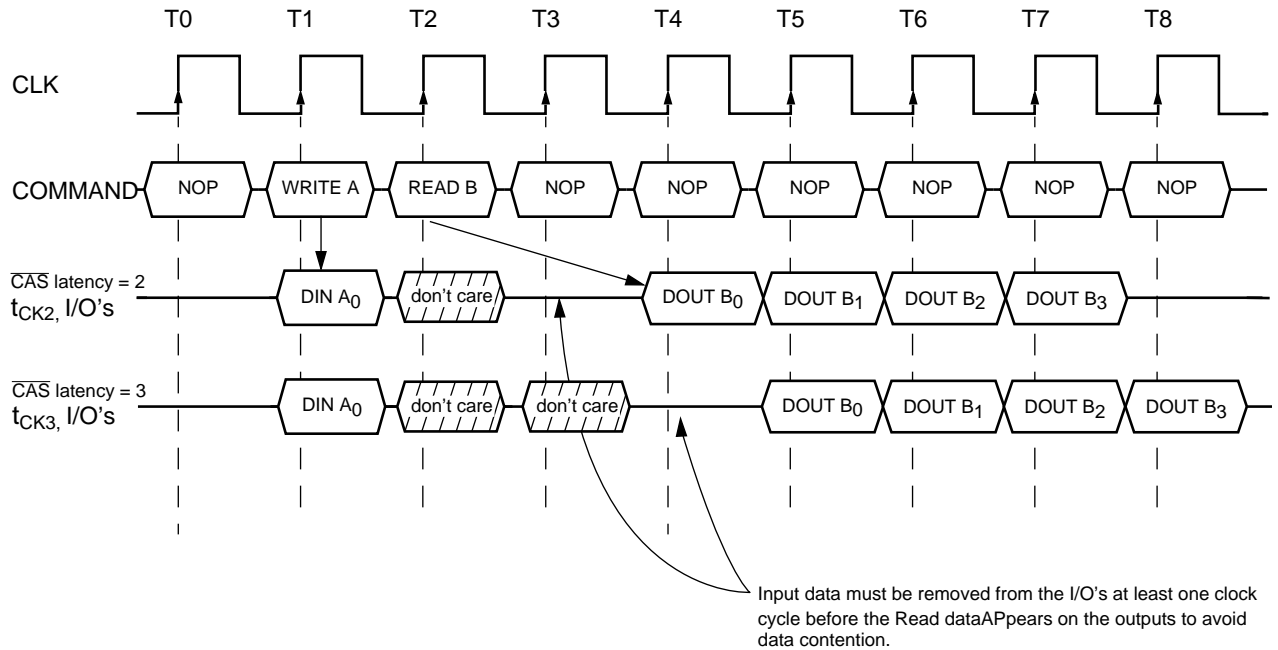 T0 T1 T2 T3 T4 T5 T6 T7 T8
CLK
COMMAND NOP WRITE A READ B NOP NOP NOP NOP NOP NOP
CAS latency = 2
tCK2, I/O's DIN A0 don't care DOUT B0 DOUT B1 DOUT B2 DOUT B3
CAS latency = 3
tCK3, I/O's DIN A0 don't care don't care DOUT B0 DOUT B1 DOUT B2 DOUT B3
Input data must be removed from the I/O's at least one clock
cycle before the Read dataAPpears on the outputs to avoid
data contention.